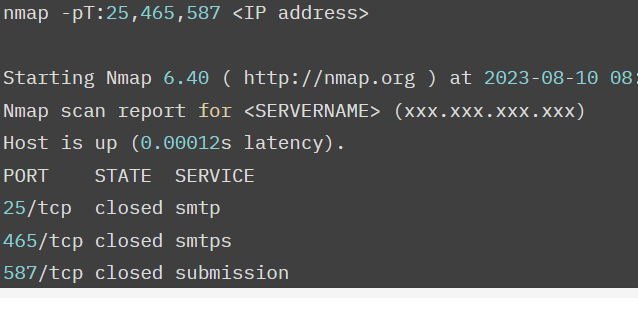 nmap -pT:25,465,587 <IP address>
Starting Nmap 6.40 ( http://nmap.org ) at 2023-08-10 08:
Nmap scan report for <SERVERNAME> (xxx.xxx.xxx.xxx)
Host is up (0.00012s latency).
PORT    STATE  SERVICE
25/tcp  closed smtp
465/tcp closed smtps
587/tcp closed submission